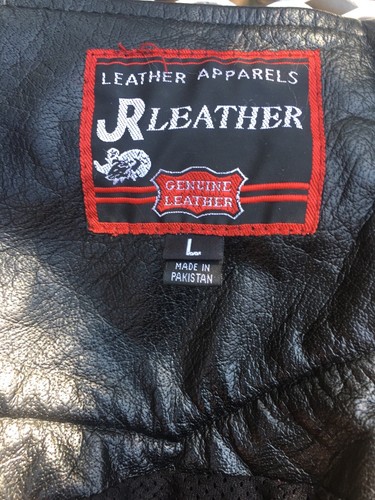 LEATHER APPARELS
JR LEATHER
GENUINE
LEATHER
L
MADE IN
PAKISTAN